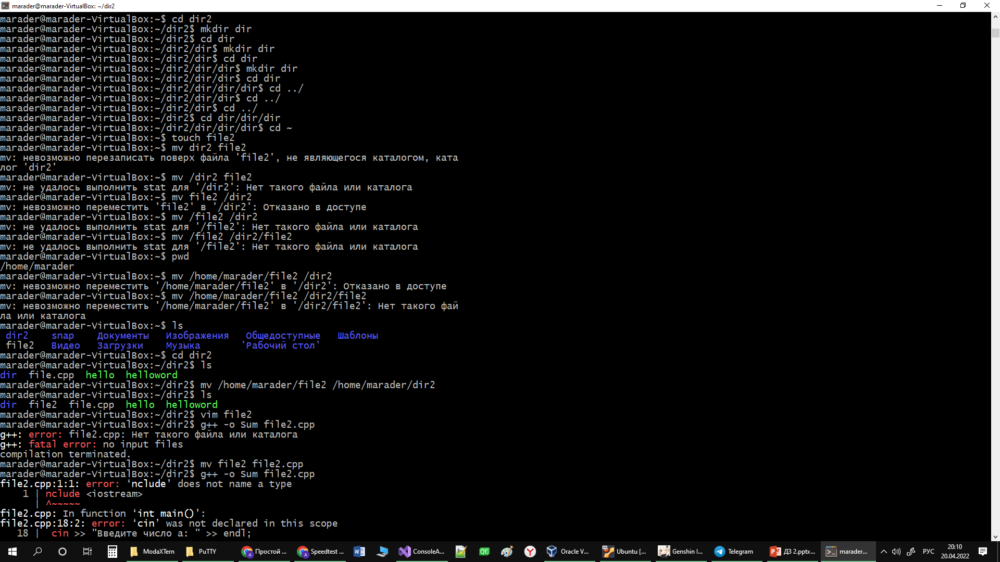 marader@marader-VirtualBox: ~/dir2
marader@marader-VirtualBox:~$ cd dir2
marader@marader-VirtualBox:~/dir2$ mkdir dir
marader@marader-VirtualBox:~/dir2$ cd dir
marader@marader-VirtualBox:~/dir2/dir$ mkdir dir
marader@marader-VirtualBox:~/dir2/dir$ cd dir
marader@marader-VirtualBox:~/dir2/dir/dir$ mkdir dir
marader@marader-VirtualBox:~/dir2/dir/dir$ cd dir
marader@marader-VirtualBox:~/dir2/dir/dir/dir$ cd ../
marader@marader-VirtualBox:~/dir2/dir/dir$ cd ../
marader@marader-VirtualBox:~/dir2/dir$ cd ../
marader@marader-VirtualBox:~/dir2$ cd dir/dir/dir
marader@marader-VirtualBox:~/dir2/dir/dir/dir$ cd ~
marader@marader-VirtualBox:~$ touch file2
marader@marader-VirtualBox:~$ mv dir2 file2
mv: невозможно перезаписать поверх файла 'file2', не являющегося каталогом, ката
лог 'dir2'
marader@marader-VirtualBox:~$ mv /dir2 file2
mv: не удалось выполнить stat для '/dir2': Нет такого файла или каталога
marader@marader-VirtualBox:~$ mv file2 /dir2
mv: невозможно переместить 'file2' в '/dir2': Отказано в доступе
marader@marader-VirtualBox:~$ mv /file2 /dir2
mv: не удалось выполнить stat для '/file2': Нет такого файла или каталога
marader@marader-VirtualBox:~$ mv /file2 /dir2/file2
mv: не удалось выполнить stat для '/file2': Нет такого файла или каталога
marader@marader-VirtualBox:~$ pwd
/home/marader
marader@marader-VirtualBox:~$ mv /home/marader/file2 /dir2
mv: невозможно переместить '/home/marader/file2' в '/dir2': Отказано в доступе
marader@marader-VirtualBox:~$ mv /home/marader/file2 /dir2/file2
mv: невозможно переместить '/home/marader/file2' в '/dir2/file2': Нет такого фай
ла или каталога
marader@marader-VirtualBox:~$ ls
dir2 snap Документы Изображения Общедоступные Шаблоны
file2 Видео Загрузки Музыка 'Рабочий стол'
marader@marader-VirtualBox:~$ cd dir2
marader@marader-VirtualBox:~/dir2$ ls
dir file.cpp hello helloword
marader@marader-VirtualBox:~/dir2$ mv /home/marader/file2 /home/marader/dir2
marader@marader-VirtualBox:~/dir2$ ls
dir file2 file.cpp hello helloword
marader@marader-VirtualBox:~/dir2$ vim file2
marader@marader-VirtualBox:~/dir2$ g++ -o Sum file2.cpp
g++: error: file2.cpp: Нет такого файла или каталога
g++: fatal error: no input files
compilation terminated.
marader@marader-VirtualBox:~/dir2$ mv file2 file2.cpp
marader@marader-VirtualBox:~/dir2$ g++ -o Sum file2.cpp
file2.cpp:1:1: error: ‘nclude’ does not name a type
1 | nclude <iostream>
| ^~~~~~
file2.cpp: In function ‘int main()’:
file2.cpp:18:2: error: ‘cin’ was not declared in this scope
18 | cin >> "Введите число a: " >> endl;
ModaXTern PuTTY Простой ... Speedtest ... ConsoleA... QC Oracle V... Ubuntu [... Genshin I... Telegram ДЗ 2.pptx... marader... РУС 20:10
20.04.2022